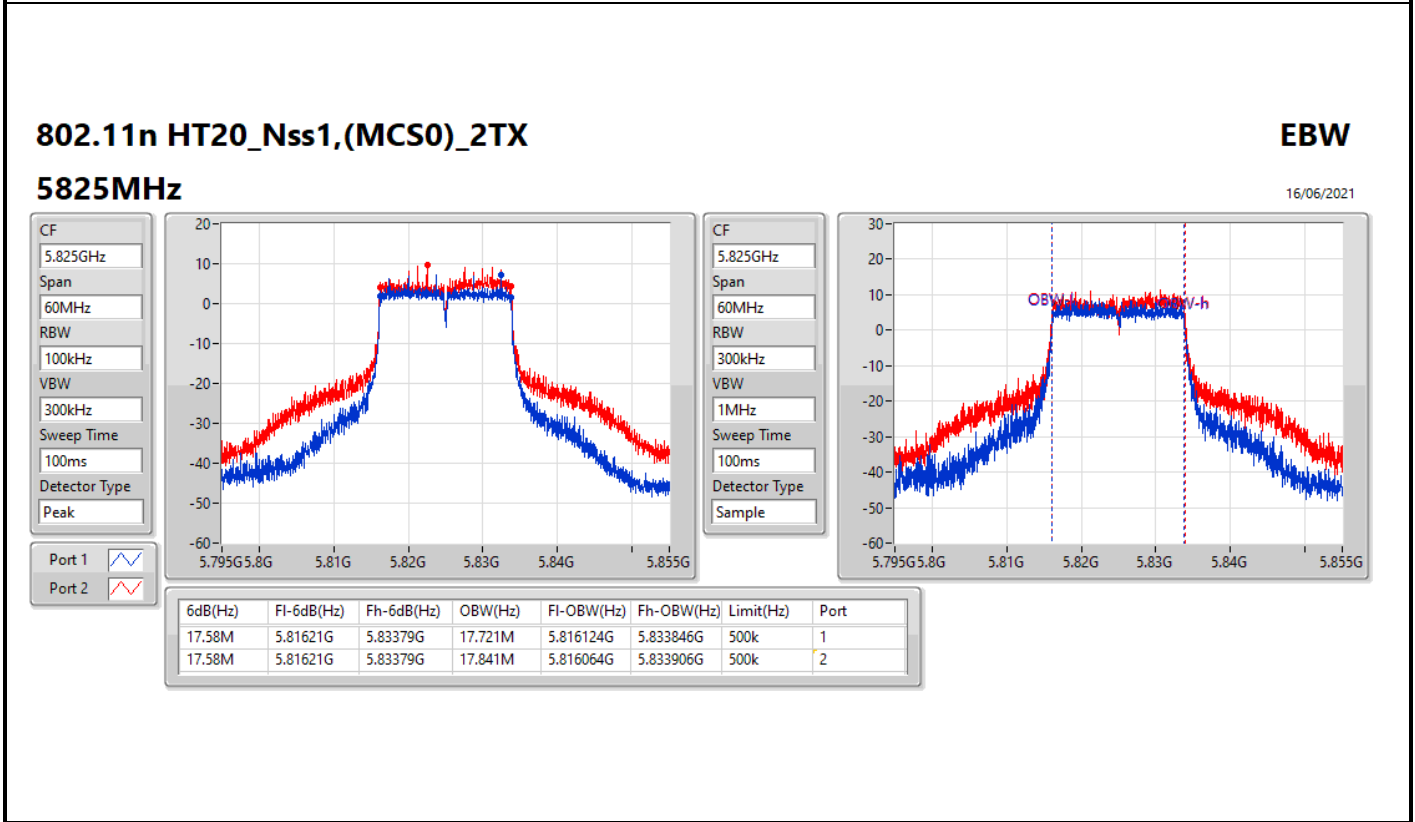 802.11n HT20_Nss1,(MCS0)_2TX EBW
5825MHz 16/06/2021
CF
5.825GHz
Span
60MHz
RBW
100kHz
VBW
300kHz
Sweep Time
100ms
Detector Type
Peak
Port 1
Port 2
20
10
0
-10
-20
-30
-40
-50
-60
5.795G 5.8G 5.81G 5.82G 5.83G 5.84G 5.855G
CF
5.825GHz
Span
60MHz
RBW
300kHz
VBW
1MHz
Sweep Time
100ms
Detector Type
Sample
30
20
10
0
-10
-20
-30
-40
-50
-60
5.795G 5.8G 5.81G 5.82G 5.83G 5.84G 5.855G
6dB(Hz) Fl-6dB(Hz) Fh-6dB(Hz) OBW(Hz) Fl-OBW(Hz) Fh-OBW(Hz) Limit(Hz) Port
17.58M 5.81621G 5.83379G 17.721M 5.816124G 5.833846G 500k 1
17.58M 5.81621G 5.83379G 17.841M 5.816064G 5.833906G 500k 2